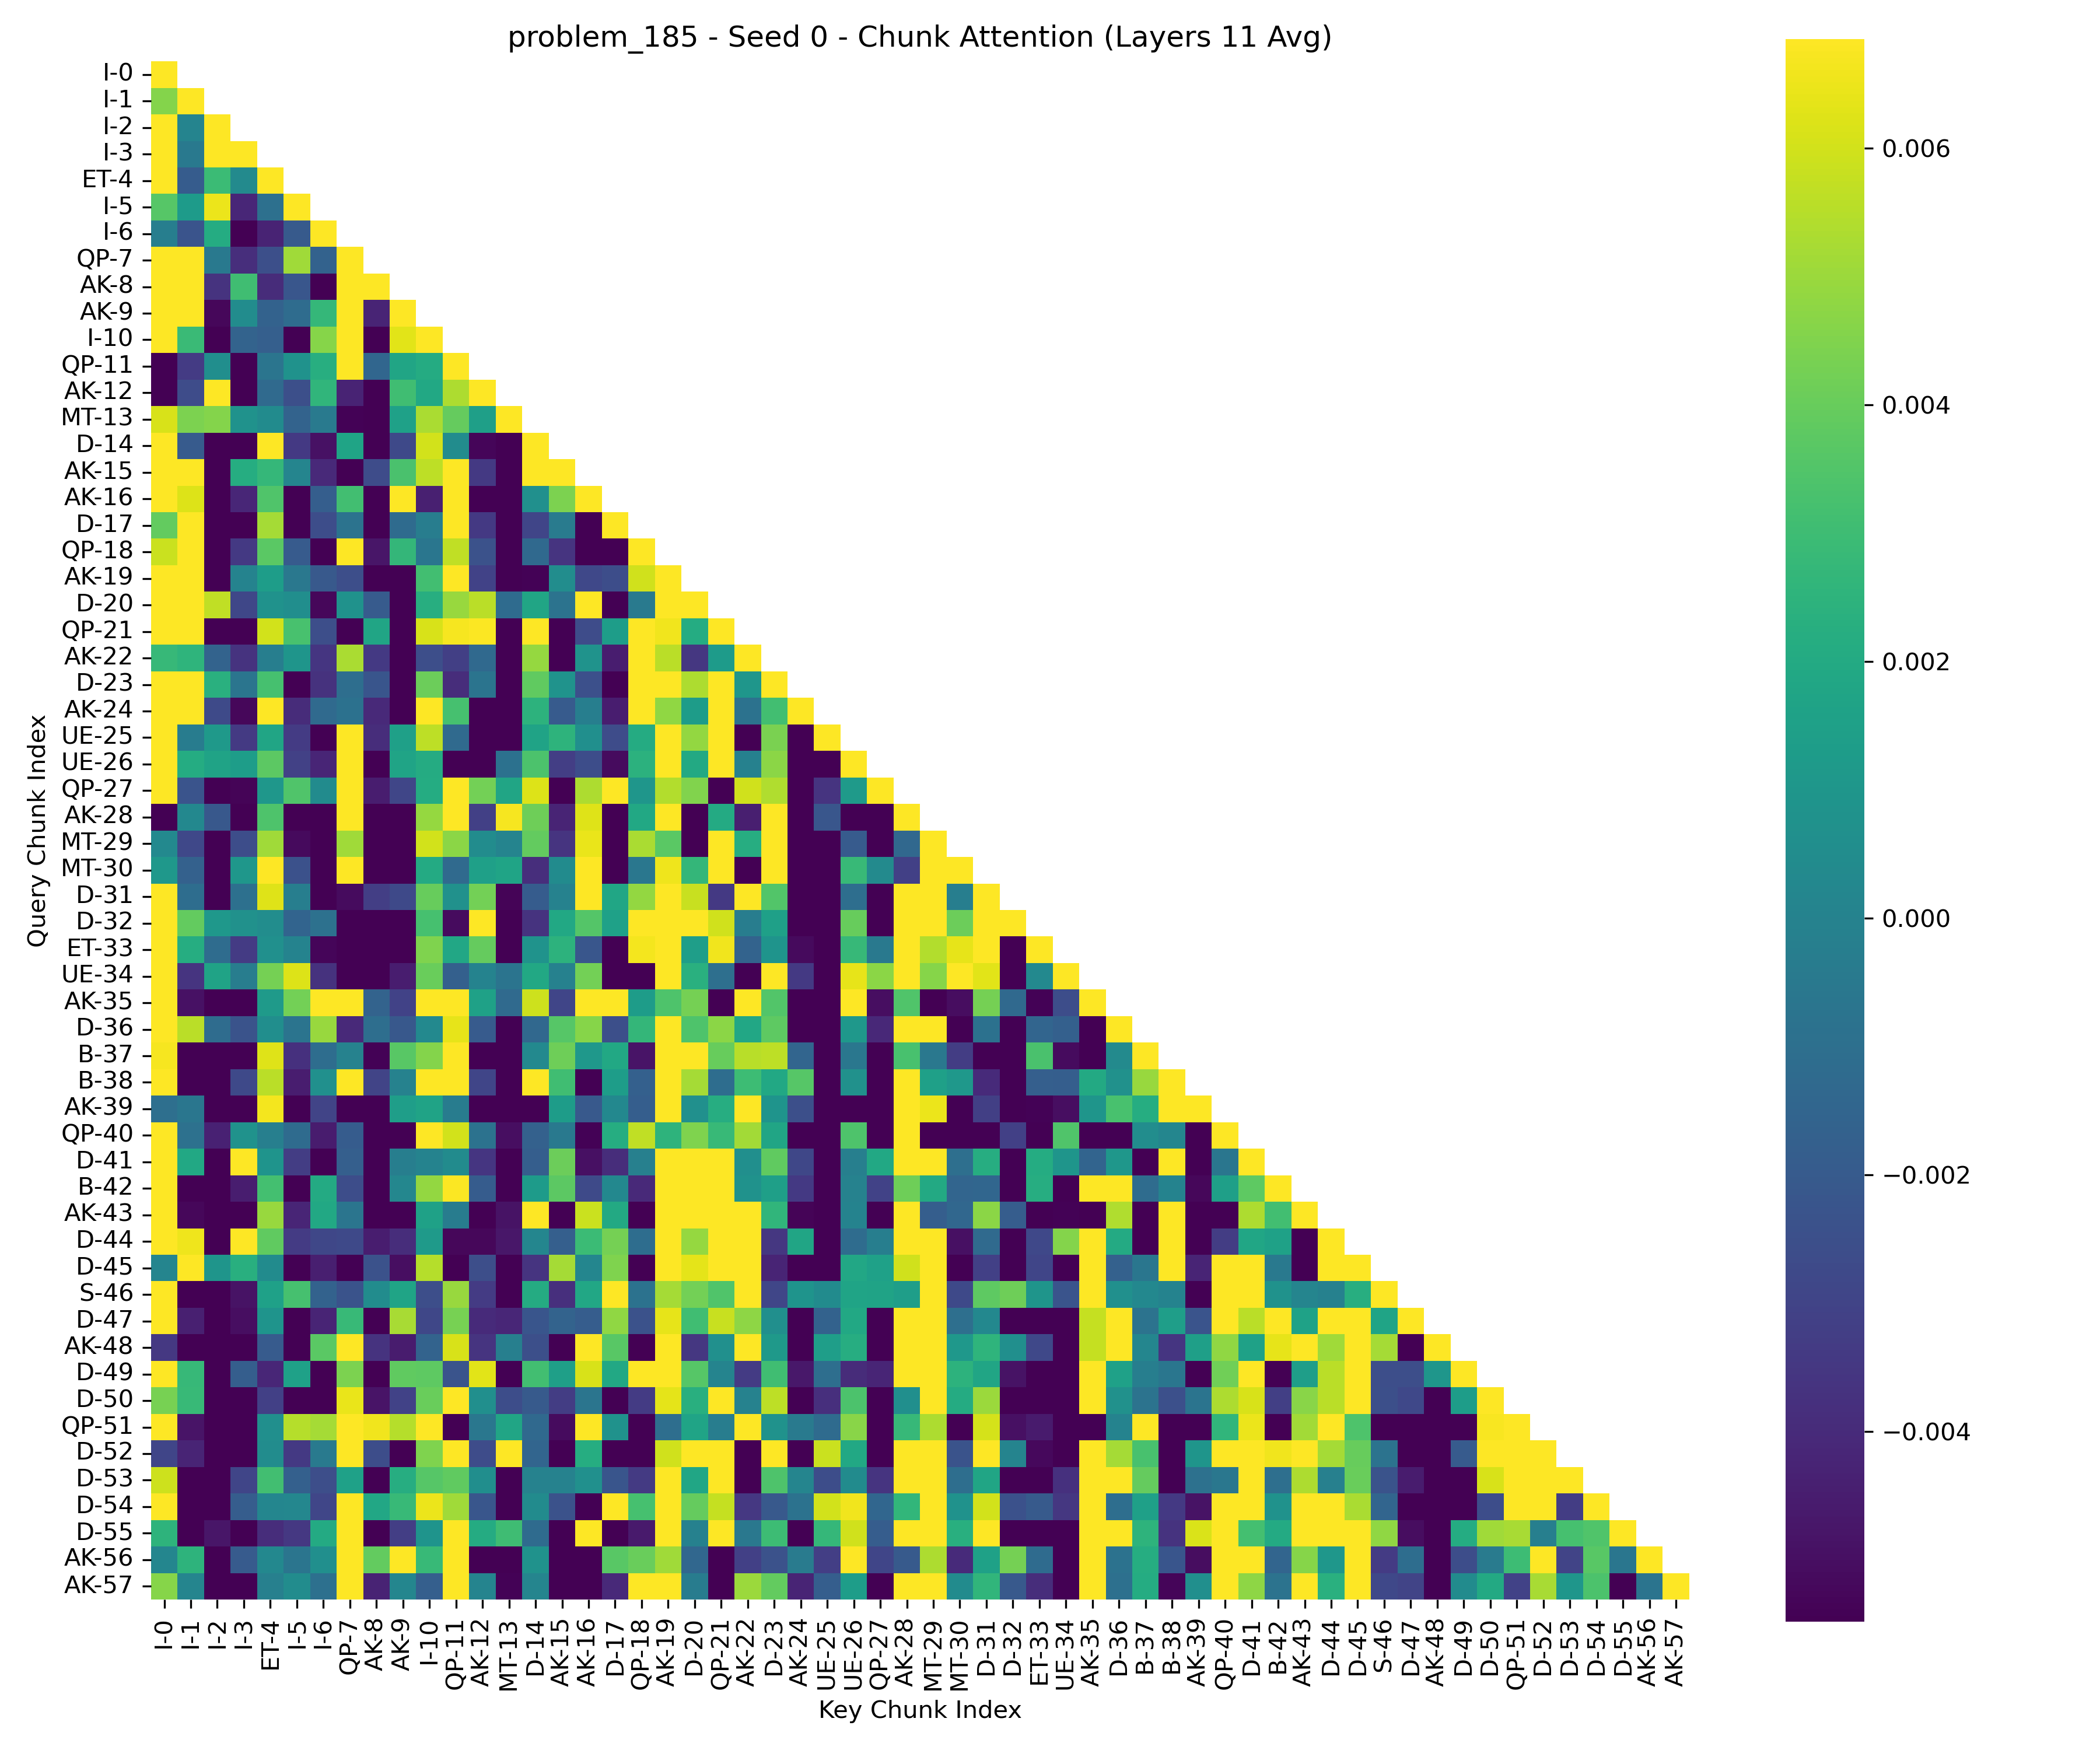 problem_185 - Seed 0 - Chunk Attention (Layers 11 Avg)
Query Chunk Index
I-0
I-1
I-2
I-3
ET-4
I-5
I-6
QP-7
AK-8
AK-9
I-10
QP-11
AK-12
MT-13
D-14
AK-15
AK-16
D-17
QP-18
AK-19
D-20
QP-21
AK-22
D-23
AK-24
UE-25
UE-26
QP-27
AK-28
MT-29
MT-30
D-31
D-32
ET-33
UE-34
AK-35
D-36
B-37
B-38
AK-39
QP-40
D-41
B-42
AK-43
D-44
D-45
S-46
D-47
AK-48
D-49
D-50
QP-51
D-52
D-53
D-54
D-55
AK-56
AK-57
I-0
I-1
I-2
I-3
ET-4
I-5
I-6
QP-7
AK-8
AK-9
I-10
QP-11
AK-12
MT-13
D-14
AK-15
AK-16
D-17
QP-18
AK-19
D-20
QP-21
AK-22
D-23
AK-24
UE-25
UE-26
QP-27
AK-28
MT-29
MT-30
D-31
D-32
ET-33
UE-34
AK-35
D-36
B-37
B-38
AK-39
QP-40
D-41
B-42
AK-43
D-44
D-45
S-46
D-47
AK-48
D-49
D-50
QP-51
D-52
D-53
D-54
D-55
AK-56
AK-57
Key Chunk Index
0.006
0.004
0.002
0.000
−0.002
−0.004